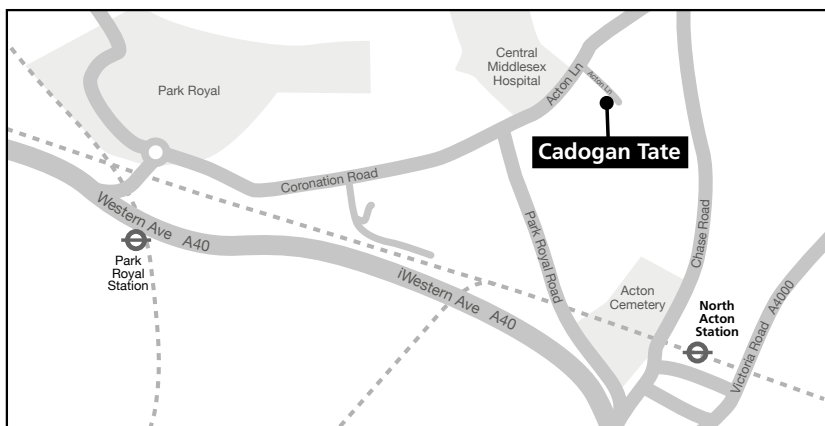 Central
Middlesex
Hospital
Park Royal
Acton Ln
Acton Ln
Cadogan Tate
Coronation Road
Western Ave A40
Park
Royal
Station
iWestern Ave A40
Park Royal Road
Chase Road
Acton
Cemetery
North
Acton
Station
Victoria Road A4000